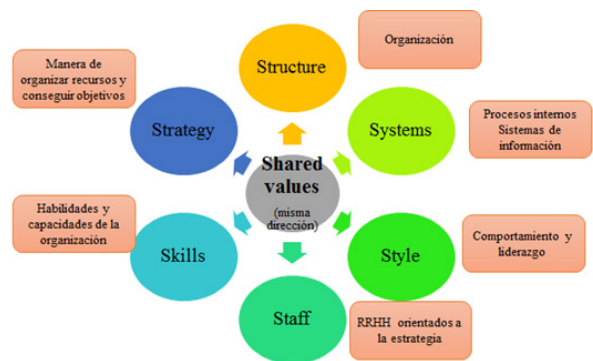 Organización
Structure
Manera de
organizar recursos y
conseguir objetivos
Strategy
Systems
Procesos internos
Sistemas de
información
Shared
values
(misma
dirección)
Habilidades y
capacidades de la
organización
Skills
Style
Comportamiento y
liderazgo
Staff
RRHH orientados a
la estrategia